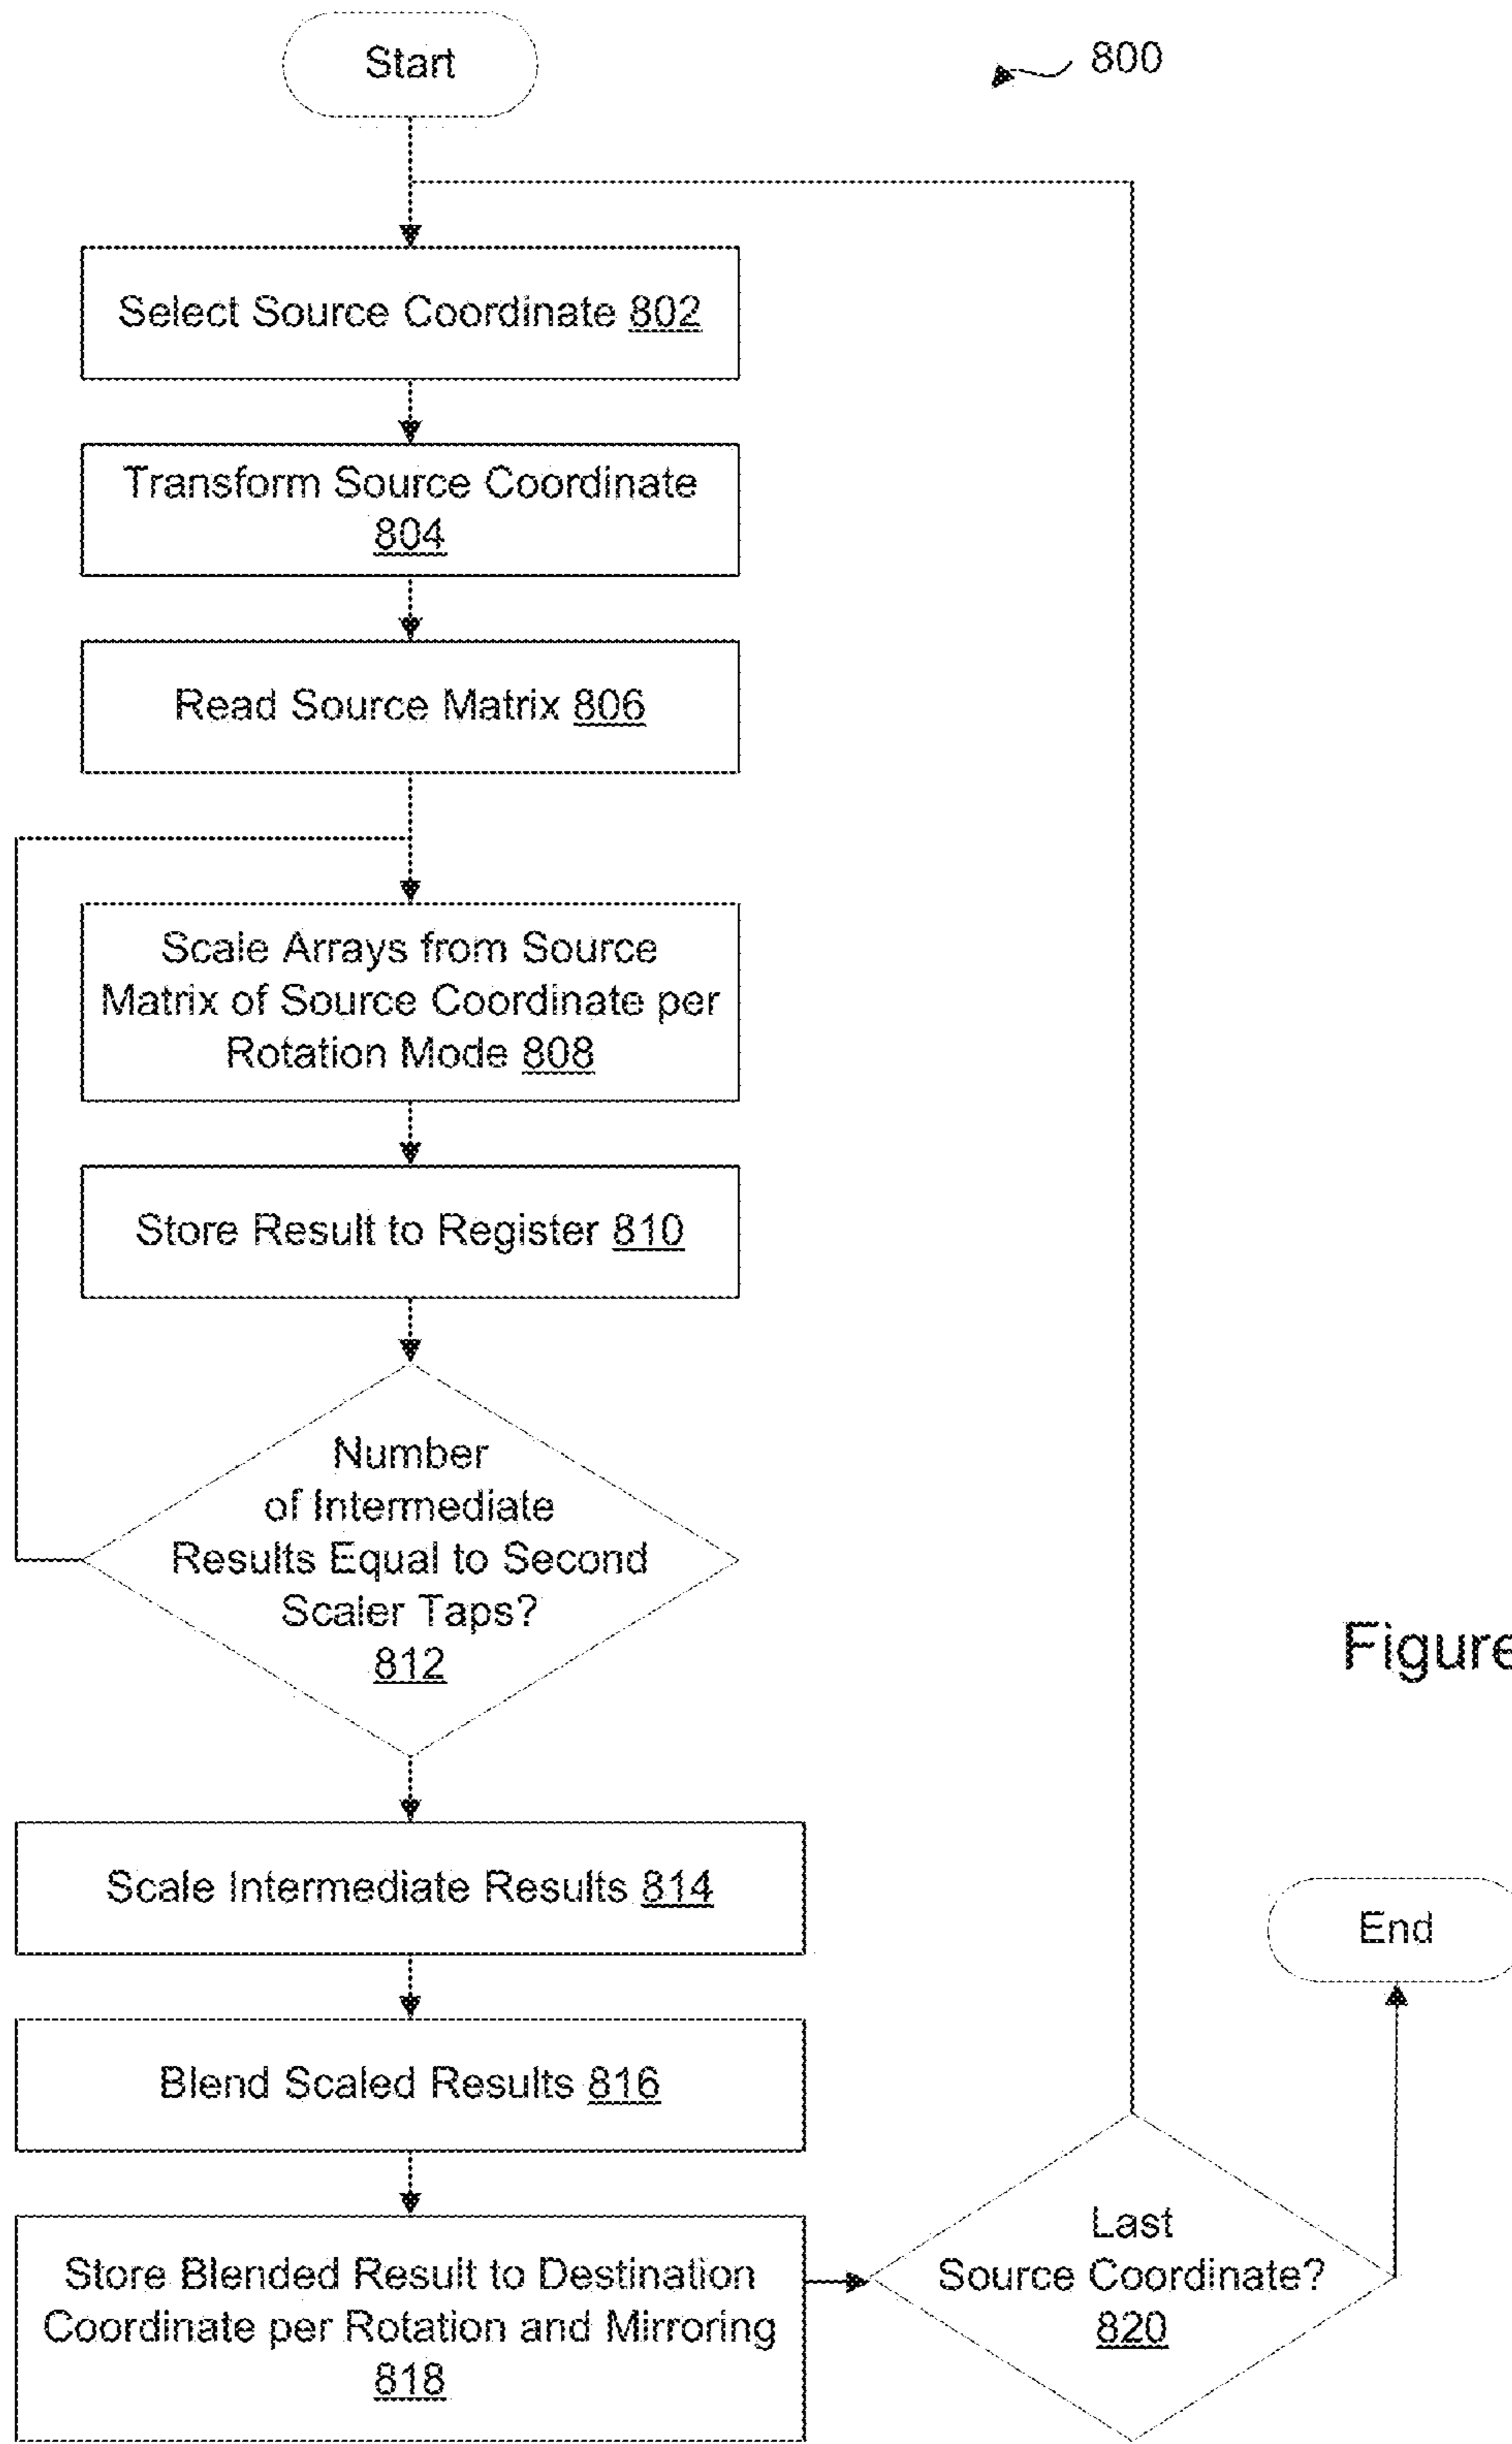 Start
800
Select Source Coordinate 802
Transform Source Coordinate
804
Read Source Matrix 806
Scale Arrays from Source
Matrix of Source Coordinate per
Rotation Mode 808
Store Result to Register 810
Number
of Intermediate
Results Equal to Second
Scaler Taps?
812
Figure
Scale Intermediate Results 814
End
Blend Scaled Results 816
Store Blended Result to Destination
Coordinate per Rotation and Mirroring
818
Last
Source Coordinate?
820